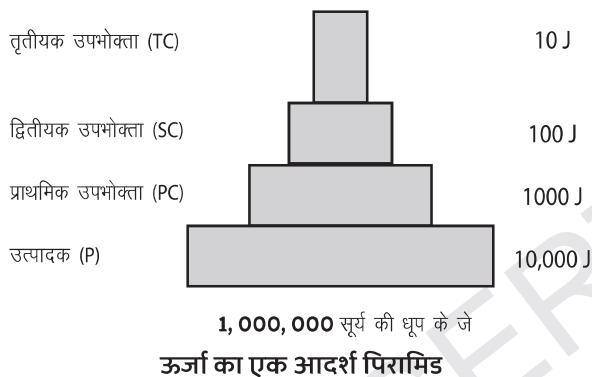 तृतीयक उपभोक्ता (TC) 10 J
द्वितीयक उपभोक्ता (SC) 100 J
प्राथमिक उपभोक्ता (PC) 1000 J
उत्पादक (P) 10,000 J
1,000,000 सूर्य की धूप के जे
ऊर्जा का एक आदर्श पिरामिड